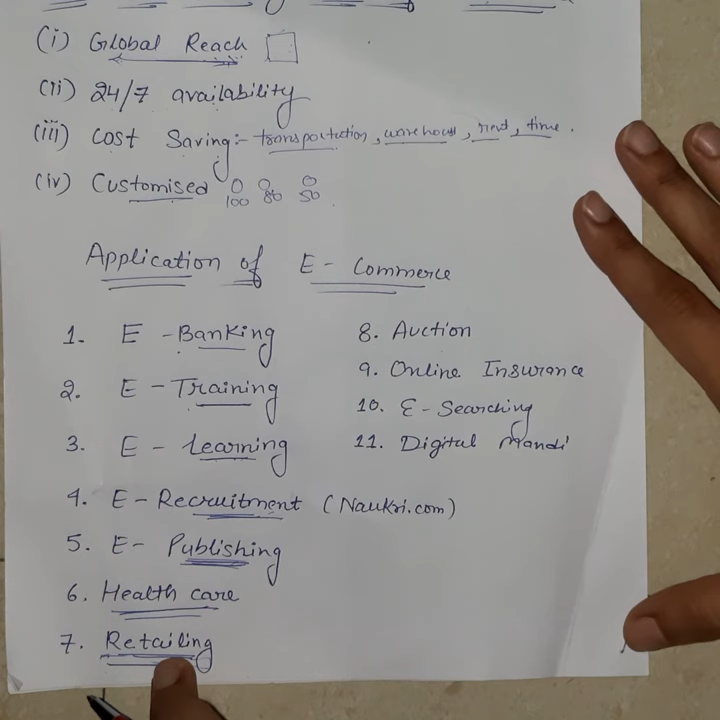 (i) Global Reach
(ii) 24/7 availability
(iii) Cost Saving:- transportation, warehouse, rent, time.
(iv) Customised
100 80 50
Application of E-Commerce
1. E-Banking
2. E-Training
3. E-Learning
4. E-Recruitment (Naukri.com)
5. E-Publishing
6. Health care
7. Retailing
8. Auction
9. Online Insurance
10. E-Searching
11. Digital Mandi